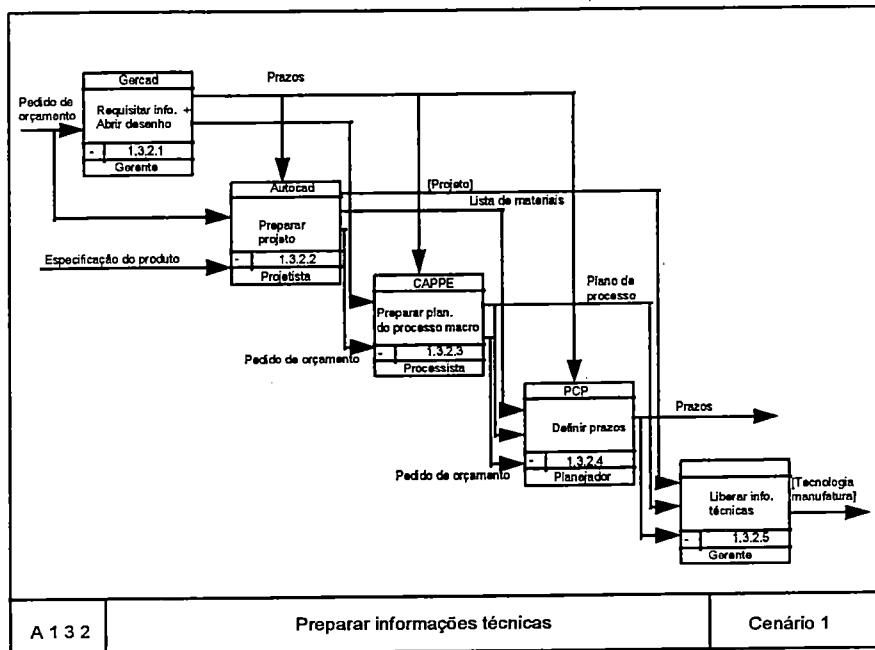 Gercad
Prazos
Pedido de
orçamento
Requisitar info. +
Abrir desenho
- 1.3.2.1
Gerente
Autocad
[Projeto]
Lista de materiais
Preparar
projeto
Especificação do produto
- 1.3.2.2
Projetista
CAPPE
Plano de
processo
Preparar plan.
do processo macro
Pedido de orçamento
- 1.3.2.3
Processista
PCP
Prazos
Definir prazos
- 1.3.2.4
Pedido de orçamento
Planejador
[Tecnologia
manufatura]
Liberar info.
técnicas
- 1.3.2.5
Gerente
A 1 3 2
Preparar informações técnicas
Cenário 1